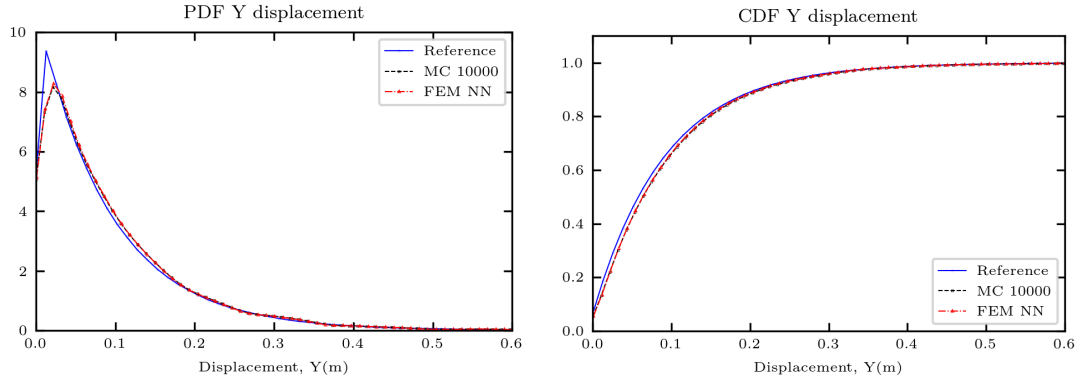 PDF Y displacement
10
8
6
4
2
0
0.0 0.1 0.2 0.3 0.4 0.5 0.6
Displacement, Y(m)
Reference
MC 10000
FEM NN
CDF Y displacement
1.0
0.8
0.6
0.4
0.2
0.0
0.0 0.1 0.2 0.3 0.4 0.5 0.6
Displacement, Y(m)
Reference
MC 10000
FEM NN